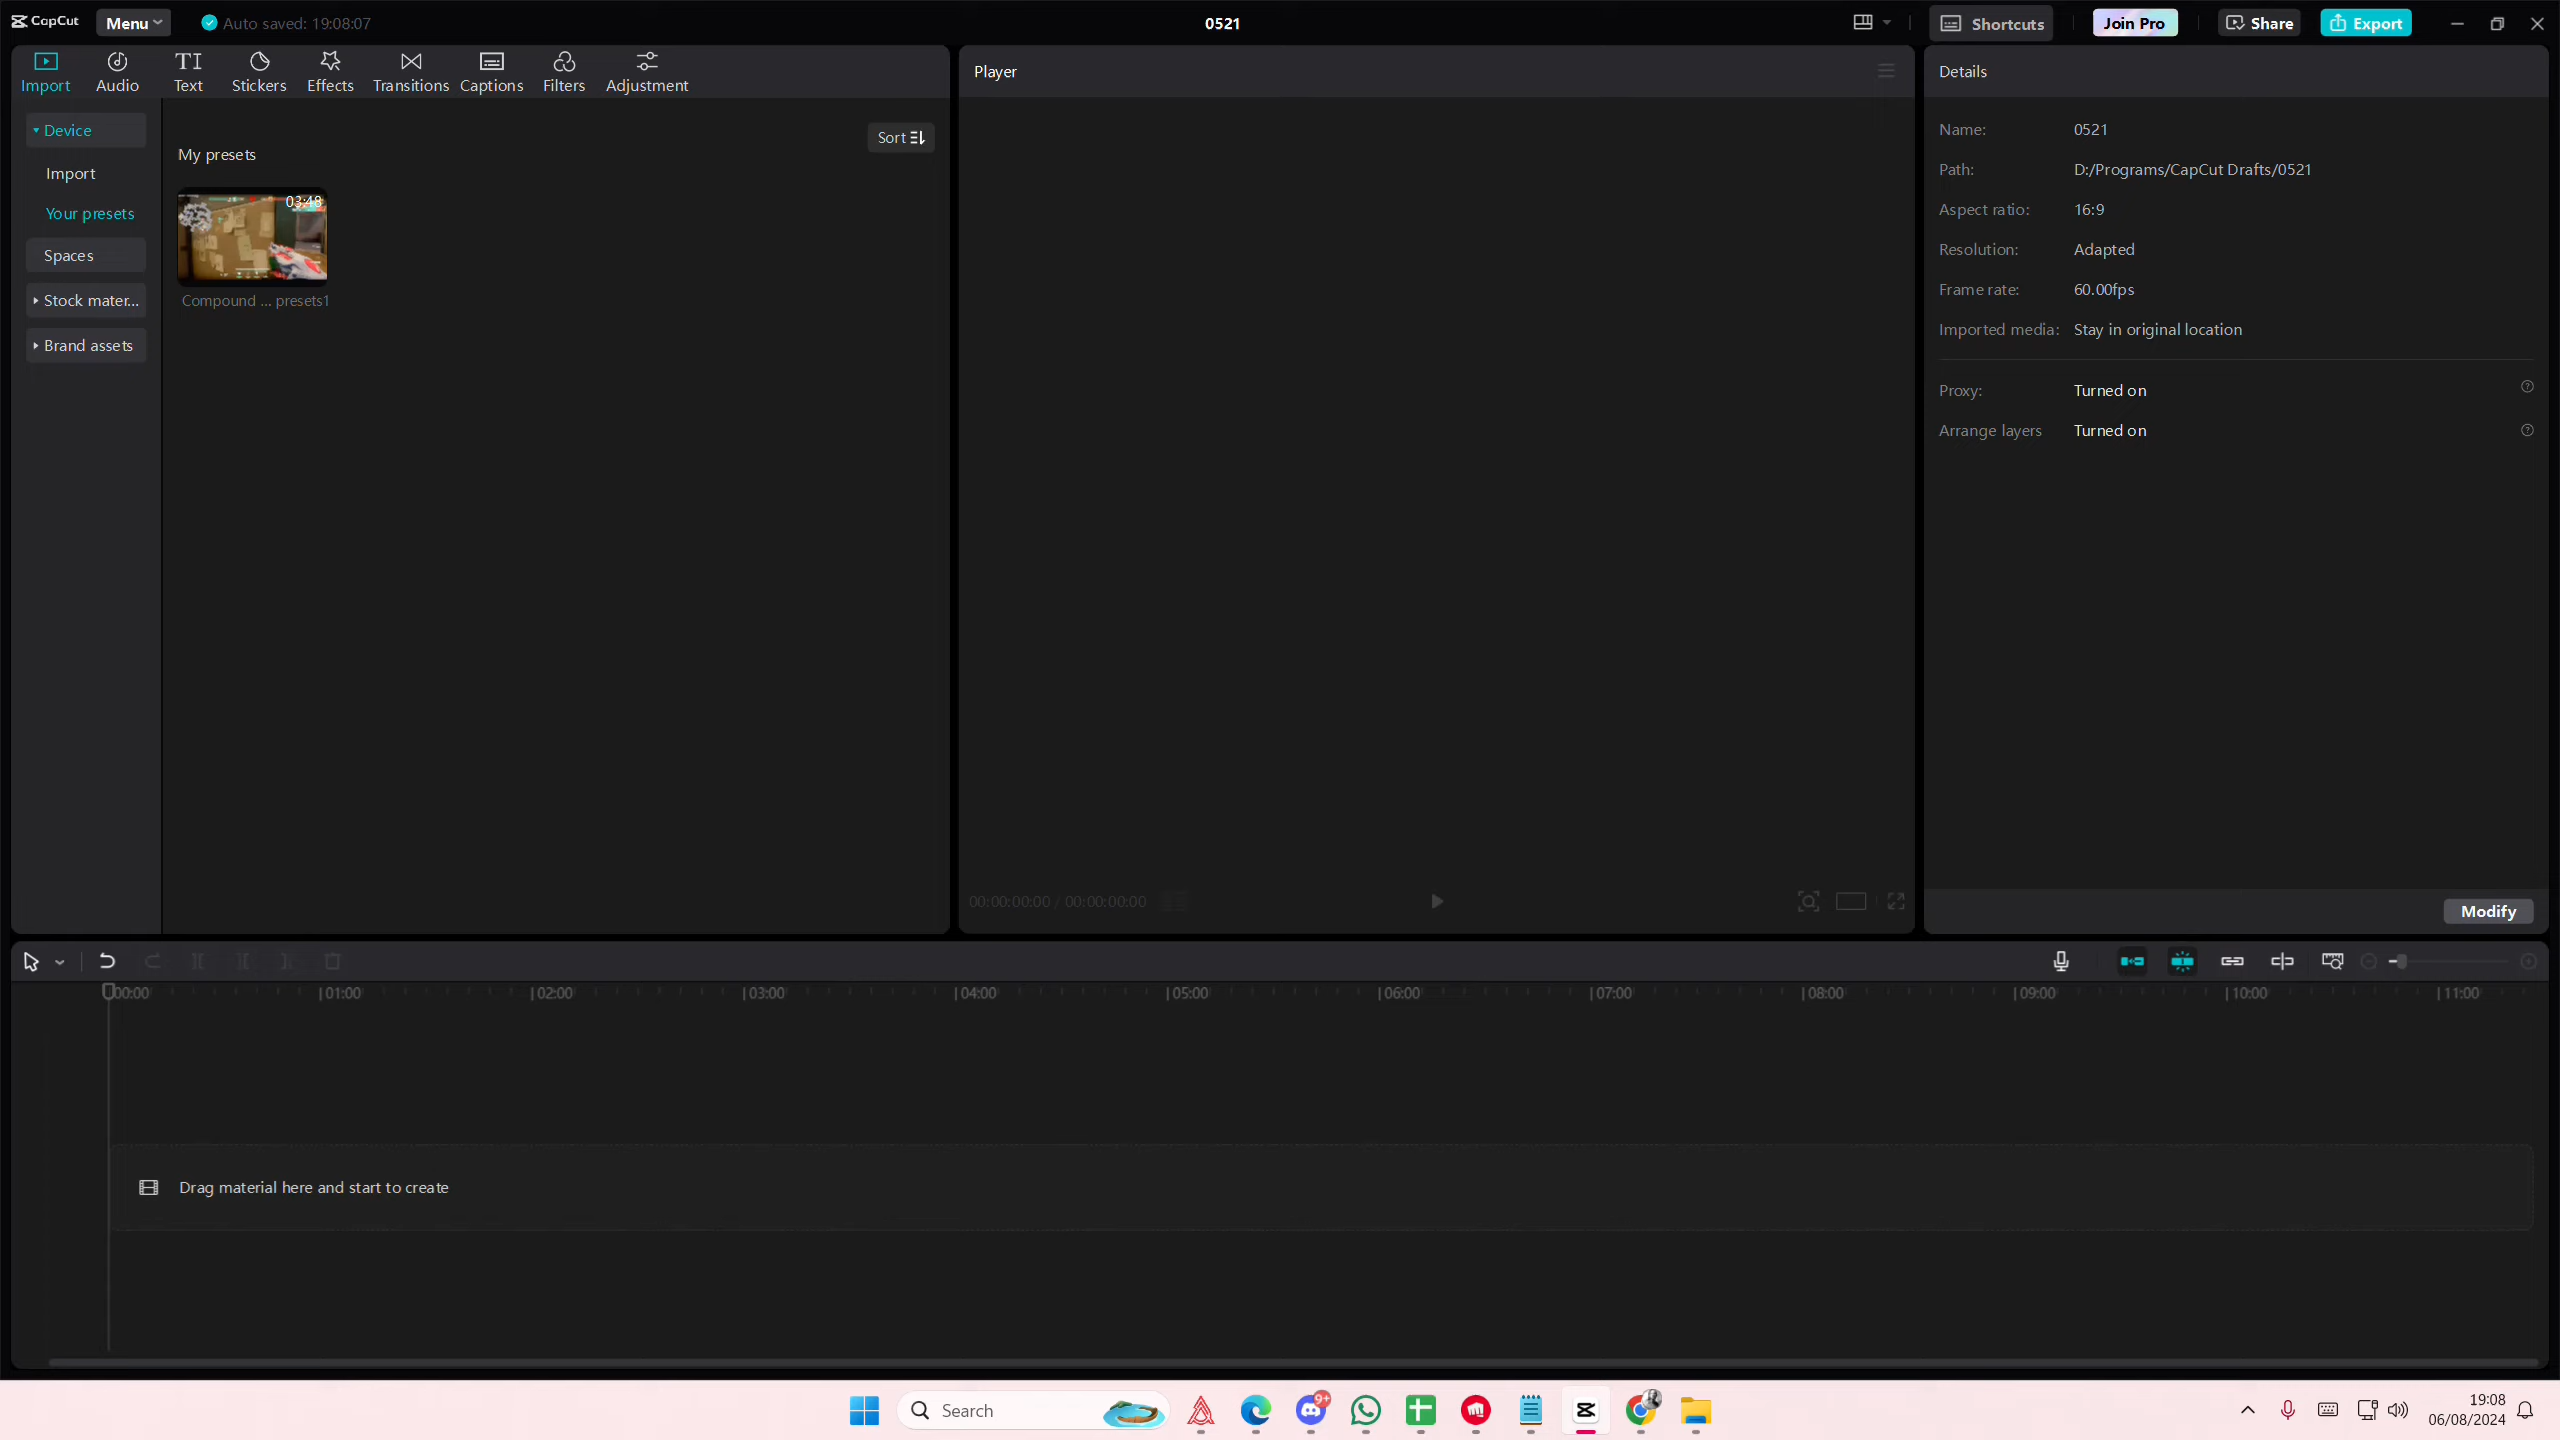 CapCut
Menu
Auto saved: 19:08:07
0521
Shortcuts
Join Pro
Share
Export
Import
Audio
Text
Stickers
Effects
Transitions
Captions
Filters
Adjustment
Device
Import
Your presets
Spaces
Stock mater...
Brand assets
Sort
My presets
03:48
Compound ... presets1
Player
00:00:00:00 / 00:00:00:00
Details
Name: 0521
Path: D:/Programs/CapCut Drafts/0521
Aspect ratio: 16:9
Resolution: Adapted
Frame rate: 60.00fps
Imported media: Stay in original location
Proxy: Turned on
Arrange layers Turned on
Modify
00:00 01:00 02:00 03:00 04:00 05:00 06:00 07:00 08:00 09:00 10:00 11:00
Drag material here and start to create
Search
9+
19:08
06/08/2024